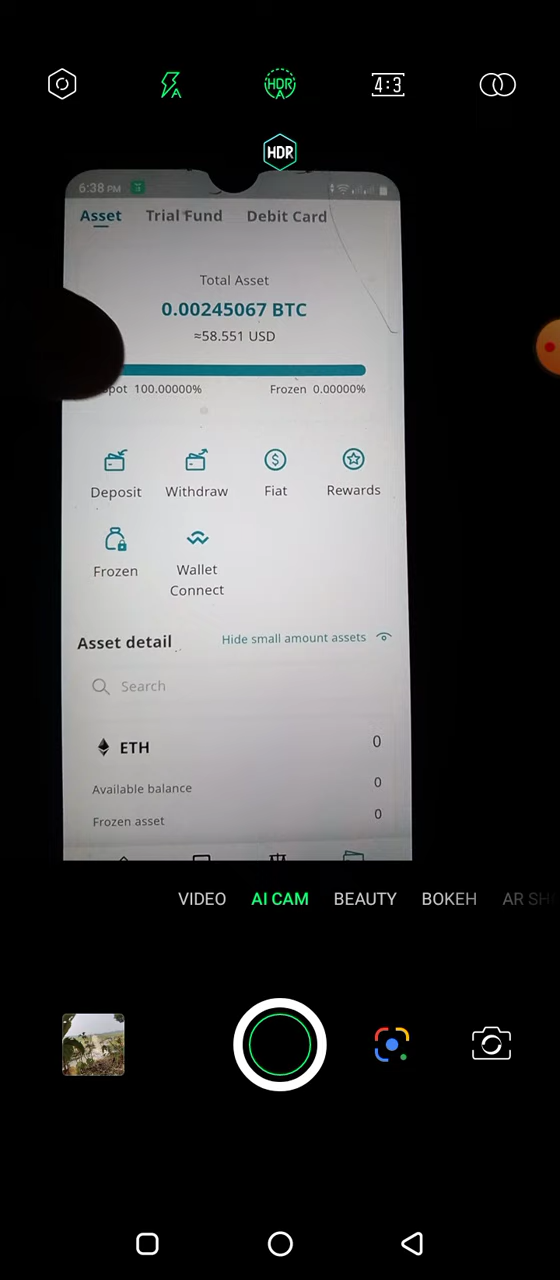 HDR
A
A
4:3
HDR
6:38 PM
Asset Trial Fund Debit Card
Total Asset
0.00245067 BTC
≈58.551 USD
pot 100.00000% Frozen 0.00000%
Deposit Withdraw Fiat Rewards
Frozen Wallet
Connect
Asset detail Hide small amount assets
Search
ETH 0
Available balance 0
Frozen asset 0
VIDEO AI CAM BEAUTY BOKEH AR SH